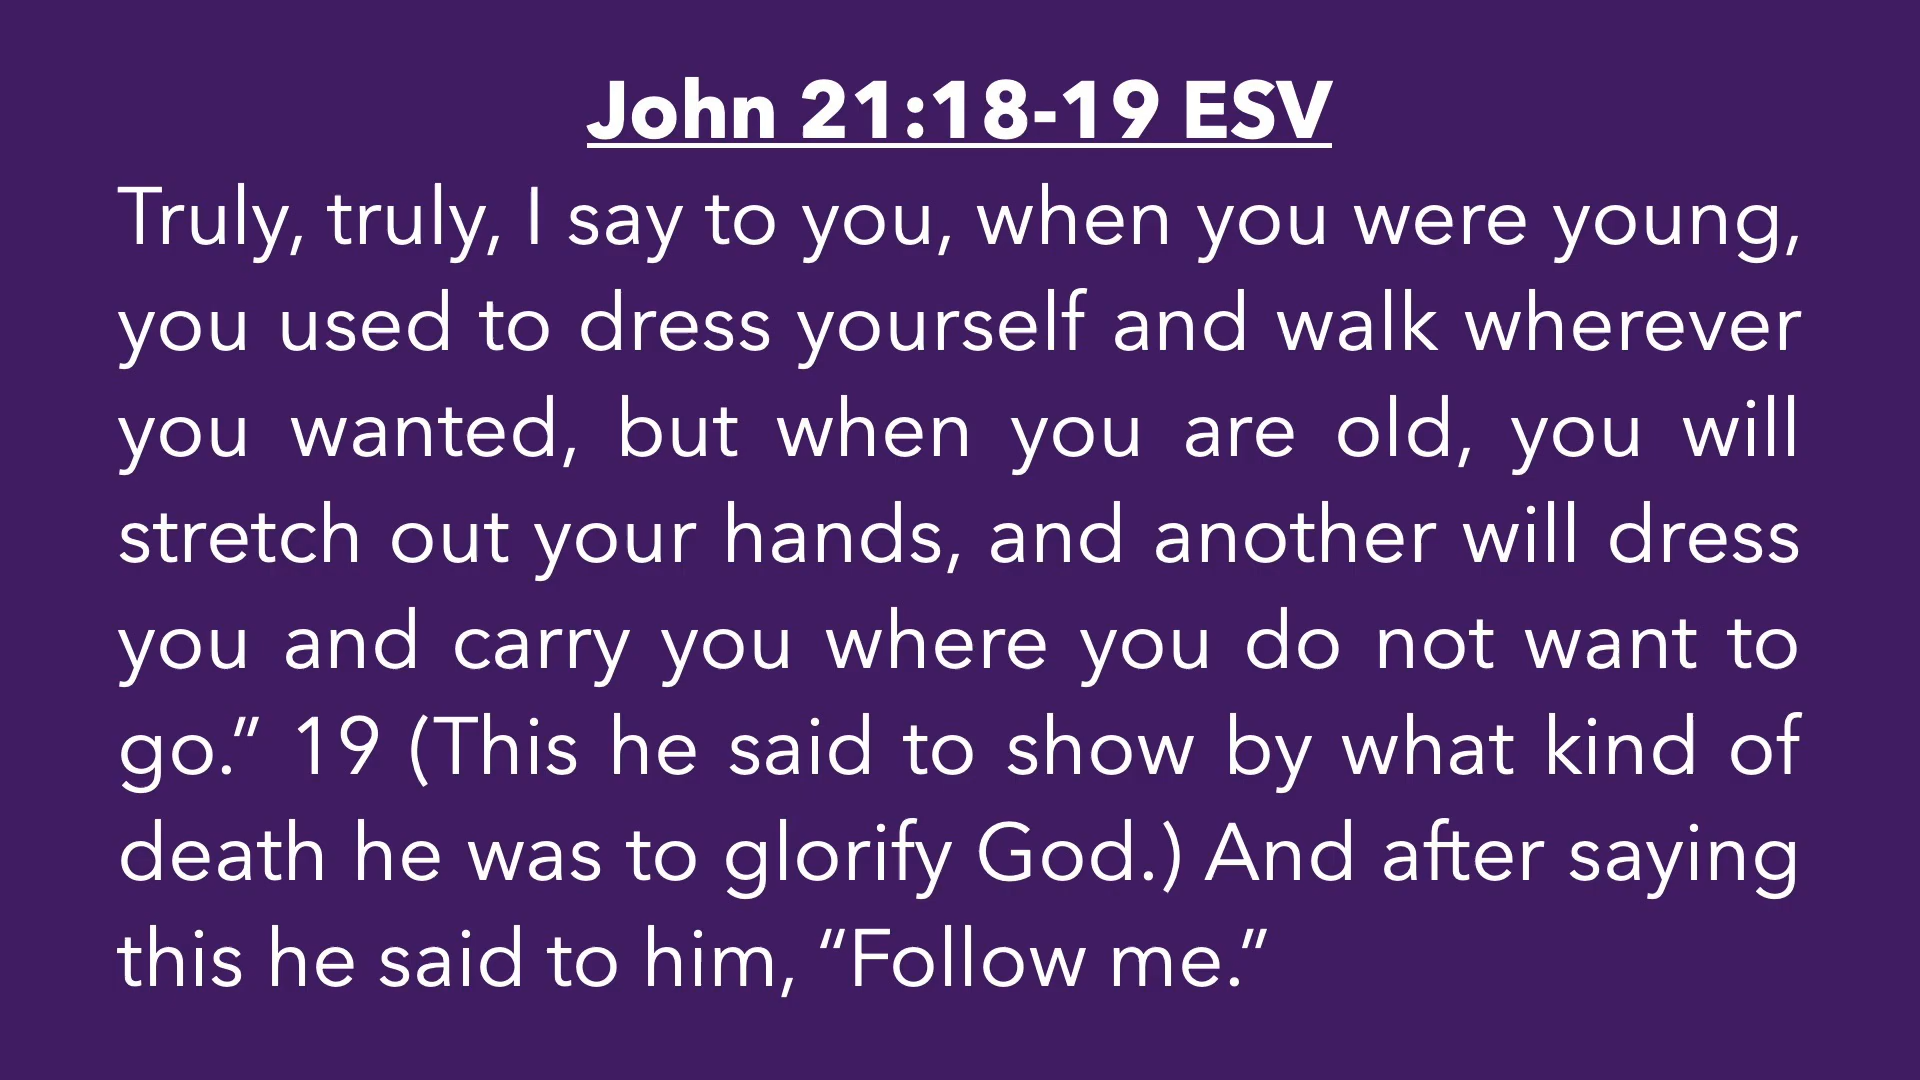 John 21:18-19 ESV
Truly, truly, I say to you, when you were young,
you used to dress yourself and walk wherever
you wanted, but when you are old, you will
stretch out your hands, and another will dress
you and carry you where you do not want to
go.” 19 (This he said to show by what kind of
death he was to glorify God.) And after saying
this he said to him, “Follow me.”